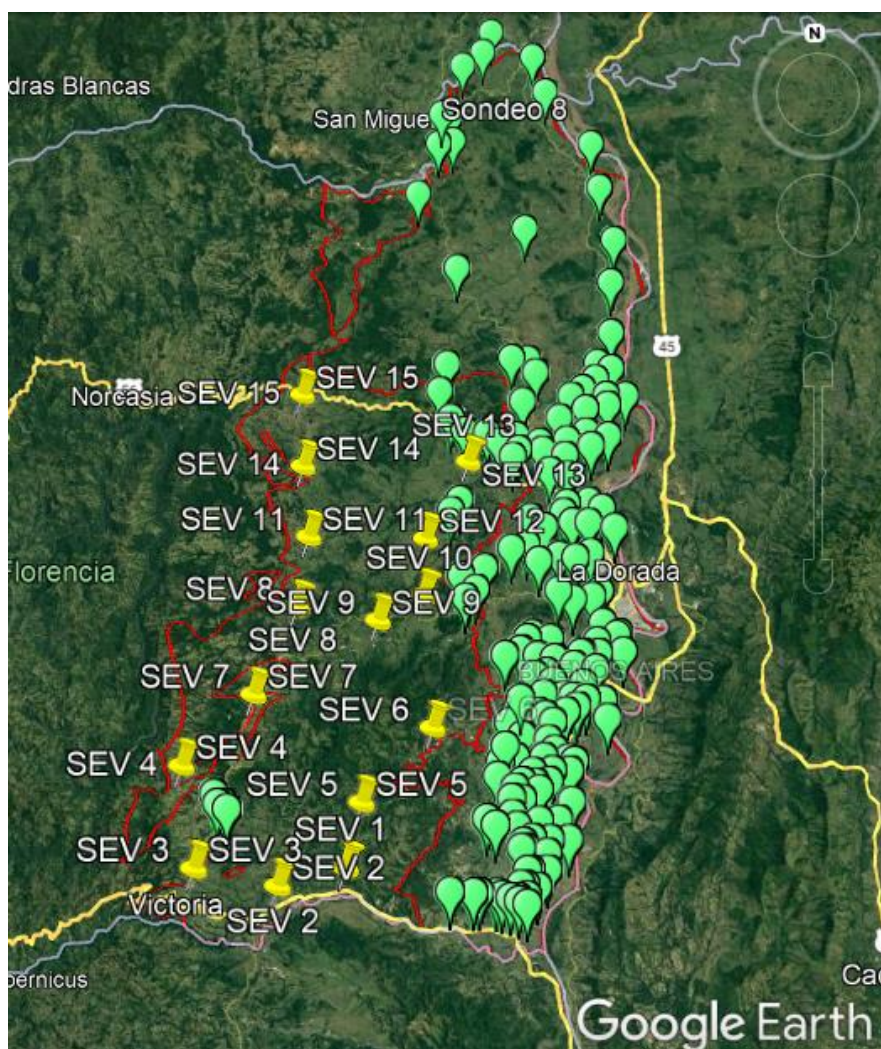 N
dras Blancas
San Migue
Sondeo 8
45
SEV 15
SEV 15
Norcasia
SEV 13
SEV 14
SEV 14
SEV 13
SEV 11
SEV 11
SEV 12
SEV 10
Florencia
La Dorada
SEV 8
SEV 9
SEV 9
SEV 8
SEV 7
SEV 7
BUENOS AIRES
SEV 6
SEV 6
SEV 4
SEV 4
SEV 5
SEV 5
SEV 1
SEV 3
SEV 3
SEV 2
Victoria
SEV 2
pernicus
Cac
Google Earth